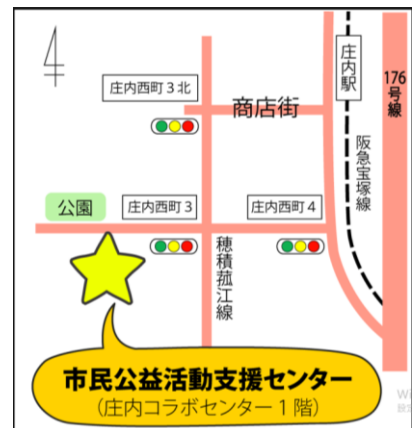 庄内駅
176号線
庄内西町3北
商店街
阪急宝塚線
公園
庄内西町3
庄内西町4
穂積菰江線
市民公益活動支援センター
(庄内コラボセンター1階)